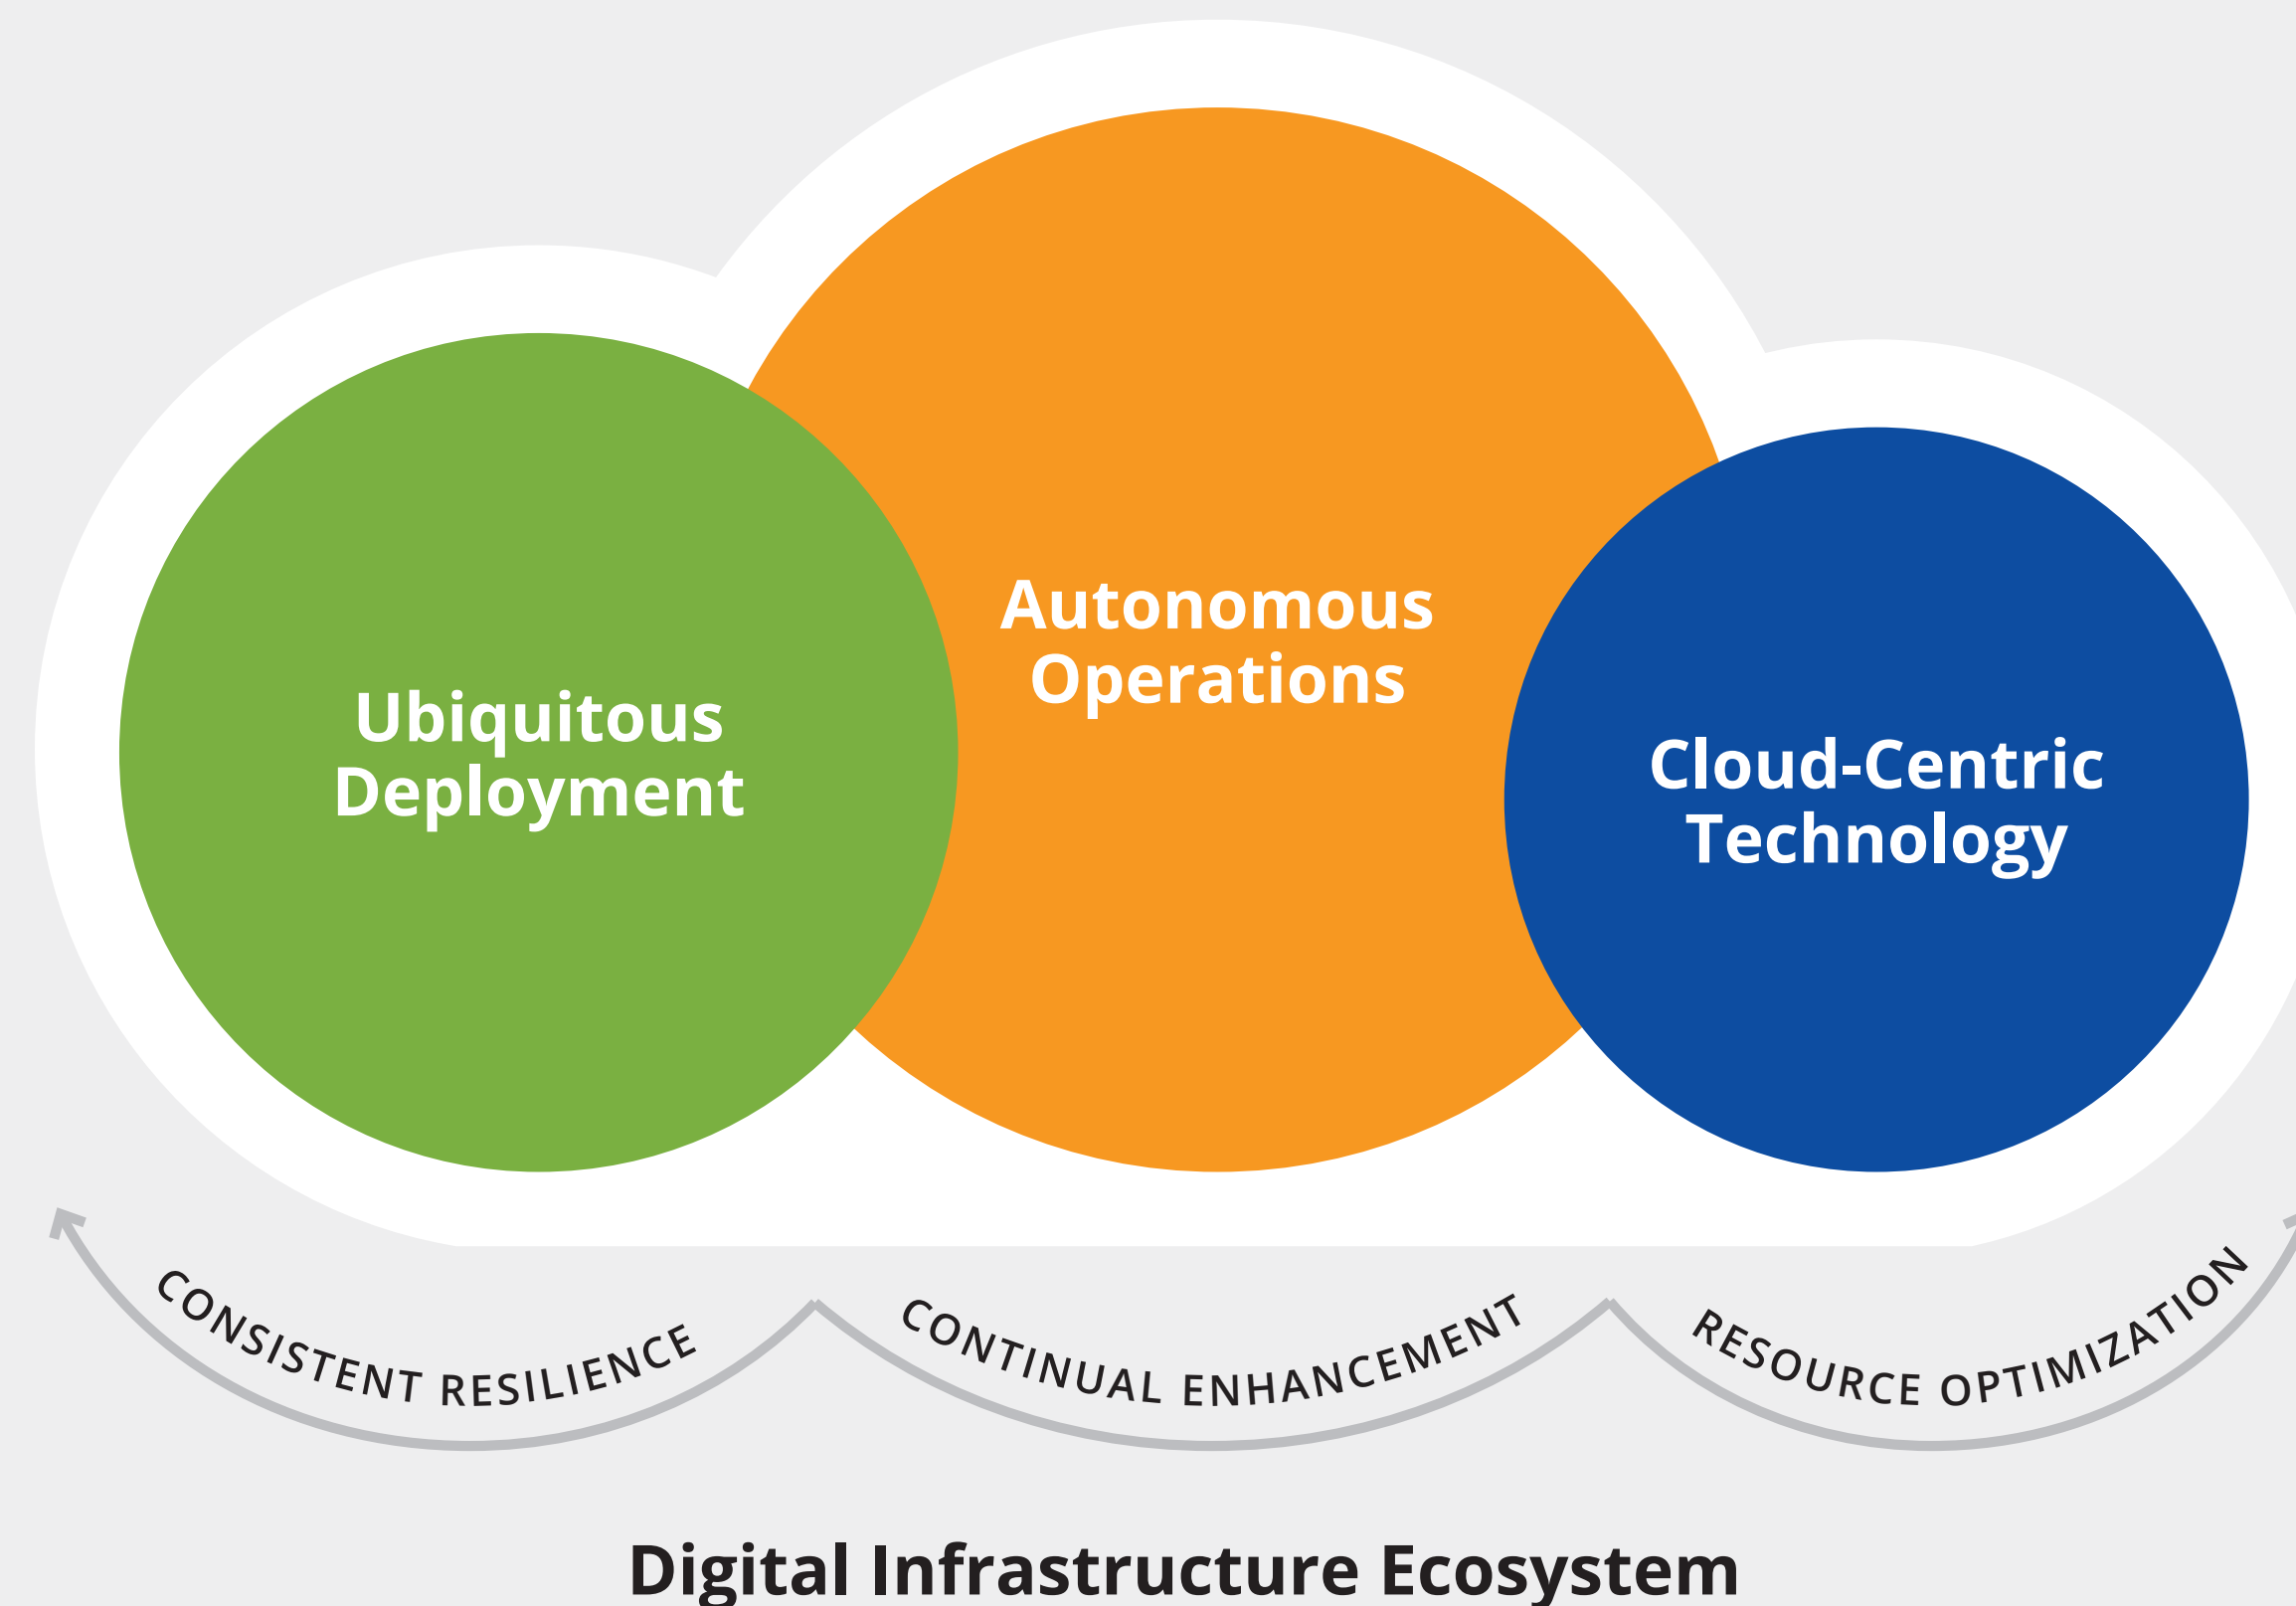 Ubiquitous
Deployment
Autonomous
Operations
Cloud-Centric
Technology
CONSISTENT RESILIENCE
CONTINUAL ENHANCEMENT
RESOURCE OPTIMIZATION
Digital Infrastructure Ecosystem